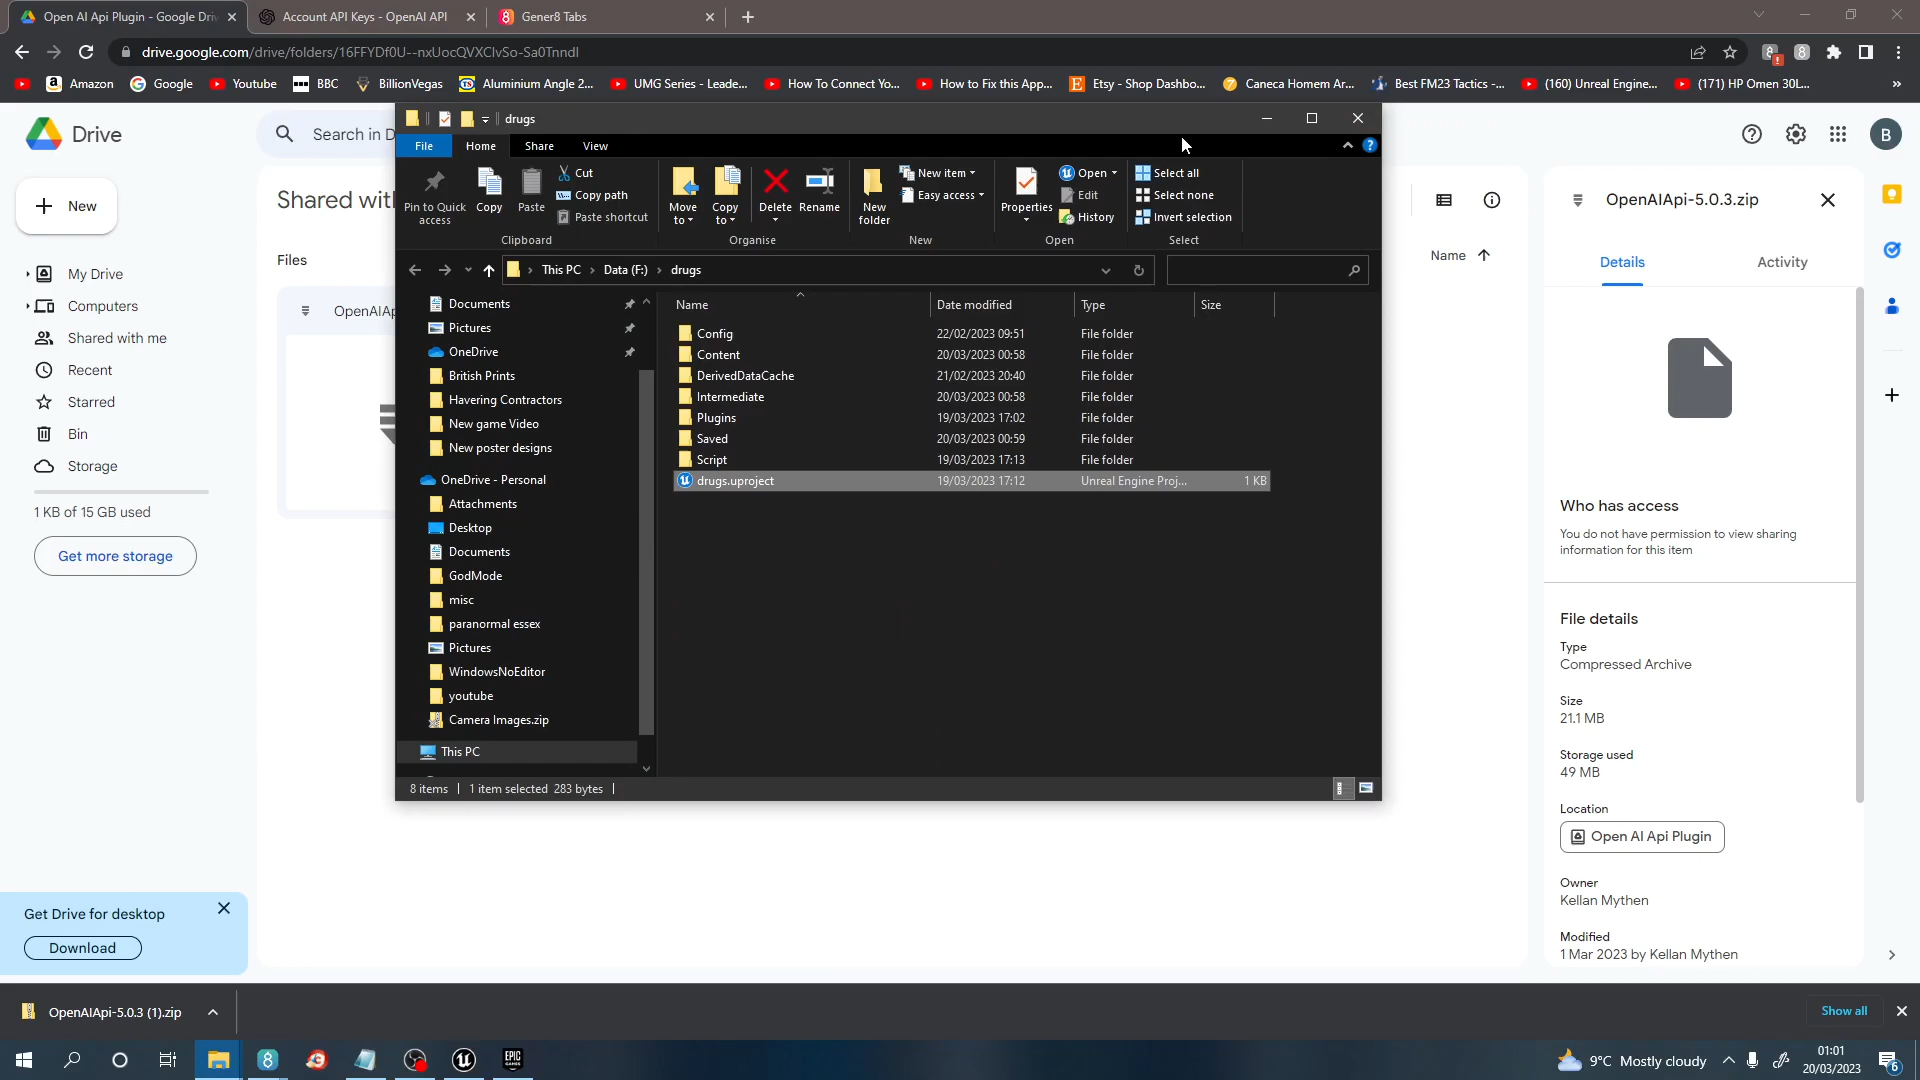 Open AI Api Plugin - Google Driv
Account API Keys - OpenAI API
Gener8 Tabs
drive.google.com/drive/folders/16FFYDf0U--nxUocQVXClvSo-Sa0TnndI
Amazon
Google
Youtube
BBC
BillionVegas
Aluminium Angle 2...
UMG Series - Leade...
How To Connect Yo...
How to Fix this App...
Etsy - Shop Dashbo...
Caneca Homem Ar...
Best FM23 Tactics -...
(160) Unreal Engine...
(171) HP Omen 30L...
»
Drive
Search in D
B
New
My Drive
Computers
Shared with me
Recent
Starred
Bin
Storage
1 KB of 15 GB used
Get more storage
Get Drive for desktop
Download
Shared wit
Files
OpenAIAp
Name
drugs
File
Home
Share
View
Pin to Quick access
Copy
Paste
Cut
Copy path
Paste shortcut
Clipboard
Move to
Copy to
Delete
Rename
Organise
New folder
New item
Easy access
New
Properties
Open
Edit
History
Open
Select all
Select none
Invert selection
Select
This PC
Data (F:)
drugs
Documents
Pictures
OneDrive
British Prints
Havering Contractors
New game Video
New poster designs
OneDrive - Personal
Attachments
Desktop
Documents
GodMode
misc
paranormal essex
Pictures
WindowsNoEditor
youtube
Camera Images.zip
This PC
Name Date modified Type Size
Config 22/02/2023 09:51 File folder
Content 20/03/2023 00:58 File folder
DerivedDataCache 21/02/2023 20:40 File folder
Intermediate 20/03/2023 00:58 File folder
Plugins 19/03/2023 17:02 File folder
Saved 20/03/2023 00:59 File folder
Script 19/03/2023 17:13 File folder
drugs.uproject 19/03/2023 17:12 Unreal Engine Proj... 1 KB
8 items
1 item selected 283 bytes
OpenAIApi-5.0.3.zip
Details
Activity
Who has access
You do not have permission to view sharing
information for this item
File details
Type
Compressed Archive
Size
21.1 MB
Storage used
49 MB
Location
Open AI Api Plugin
Owner
Kellan Mythen
Modified
1 Mar 2023 by Kellan Mythen
OpenAIApi-5.0.3 (1).zip
Show all
EPIC GAMES
9°C Mostly cloudy
01:01
20/03/2023
6